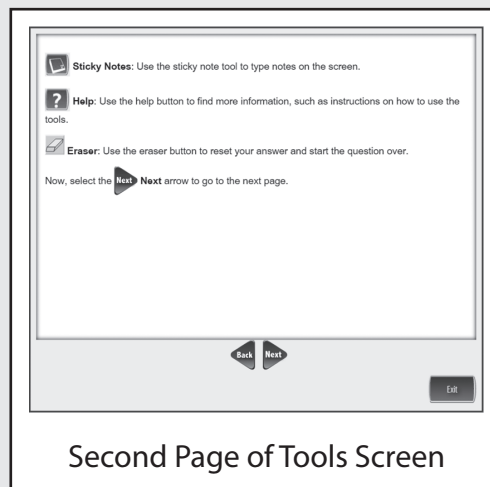 Sticky Notes: Use the sticky note tool to type notes on the screen.
? Help: Use the help button to find more information, such as instructions on how to use the
tools.
Eraser: Use the eraser button to reset your answer and start the question over.
Now, select the Next Next arrow to go to the next page.
Back Next
Exit
Second Page of Tools Screen